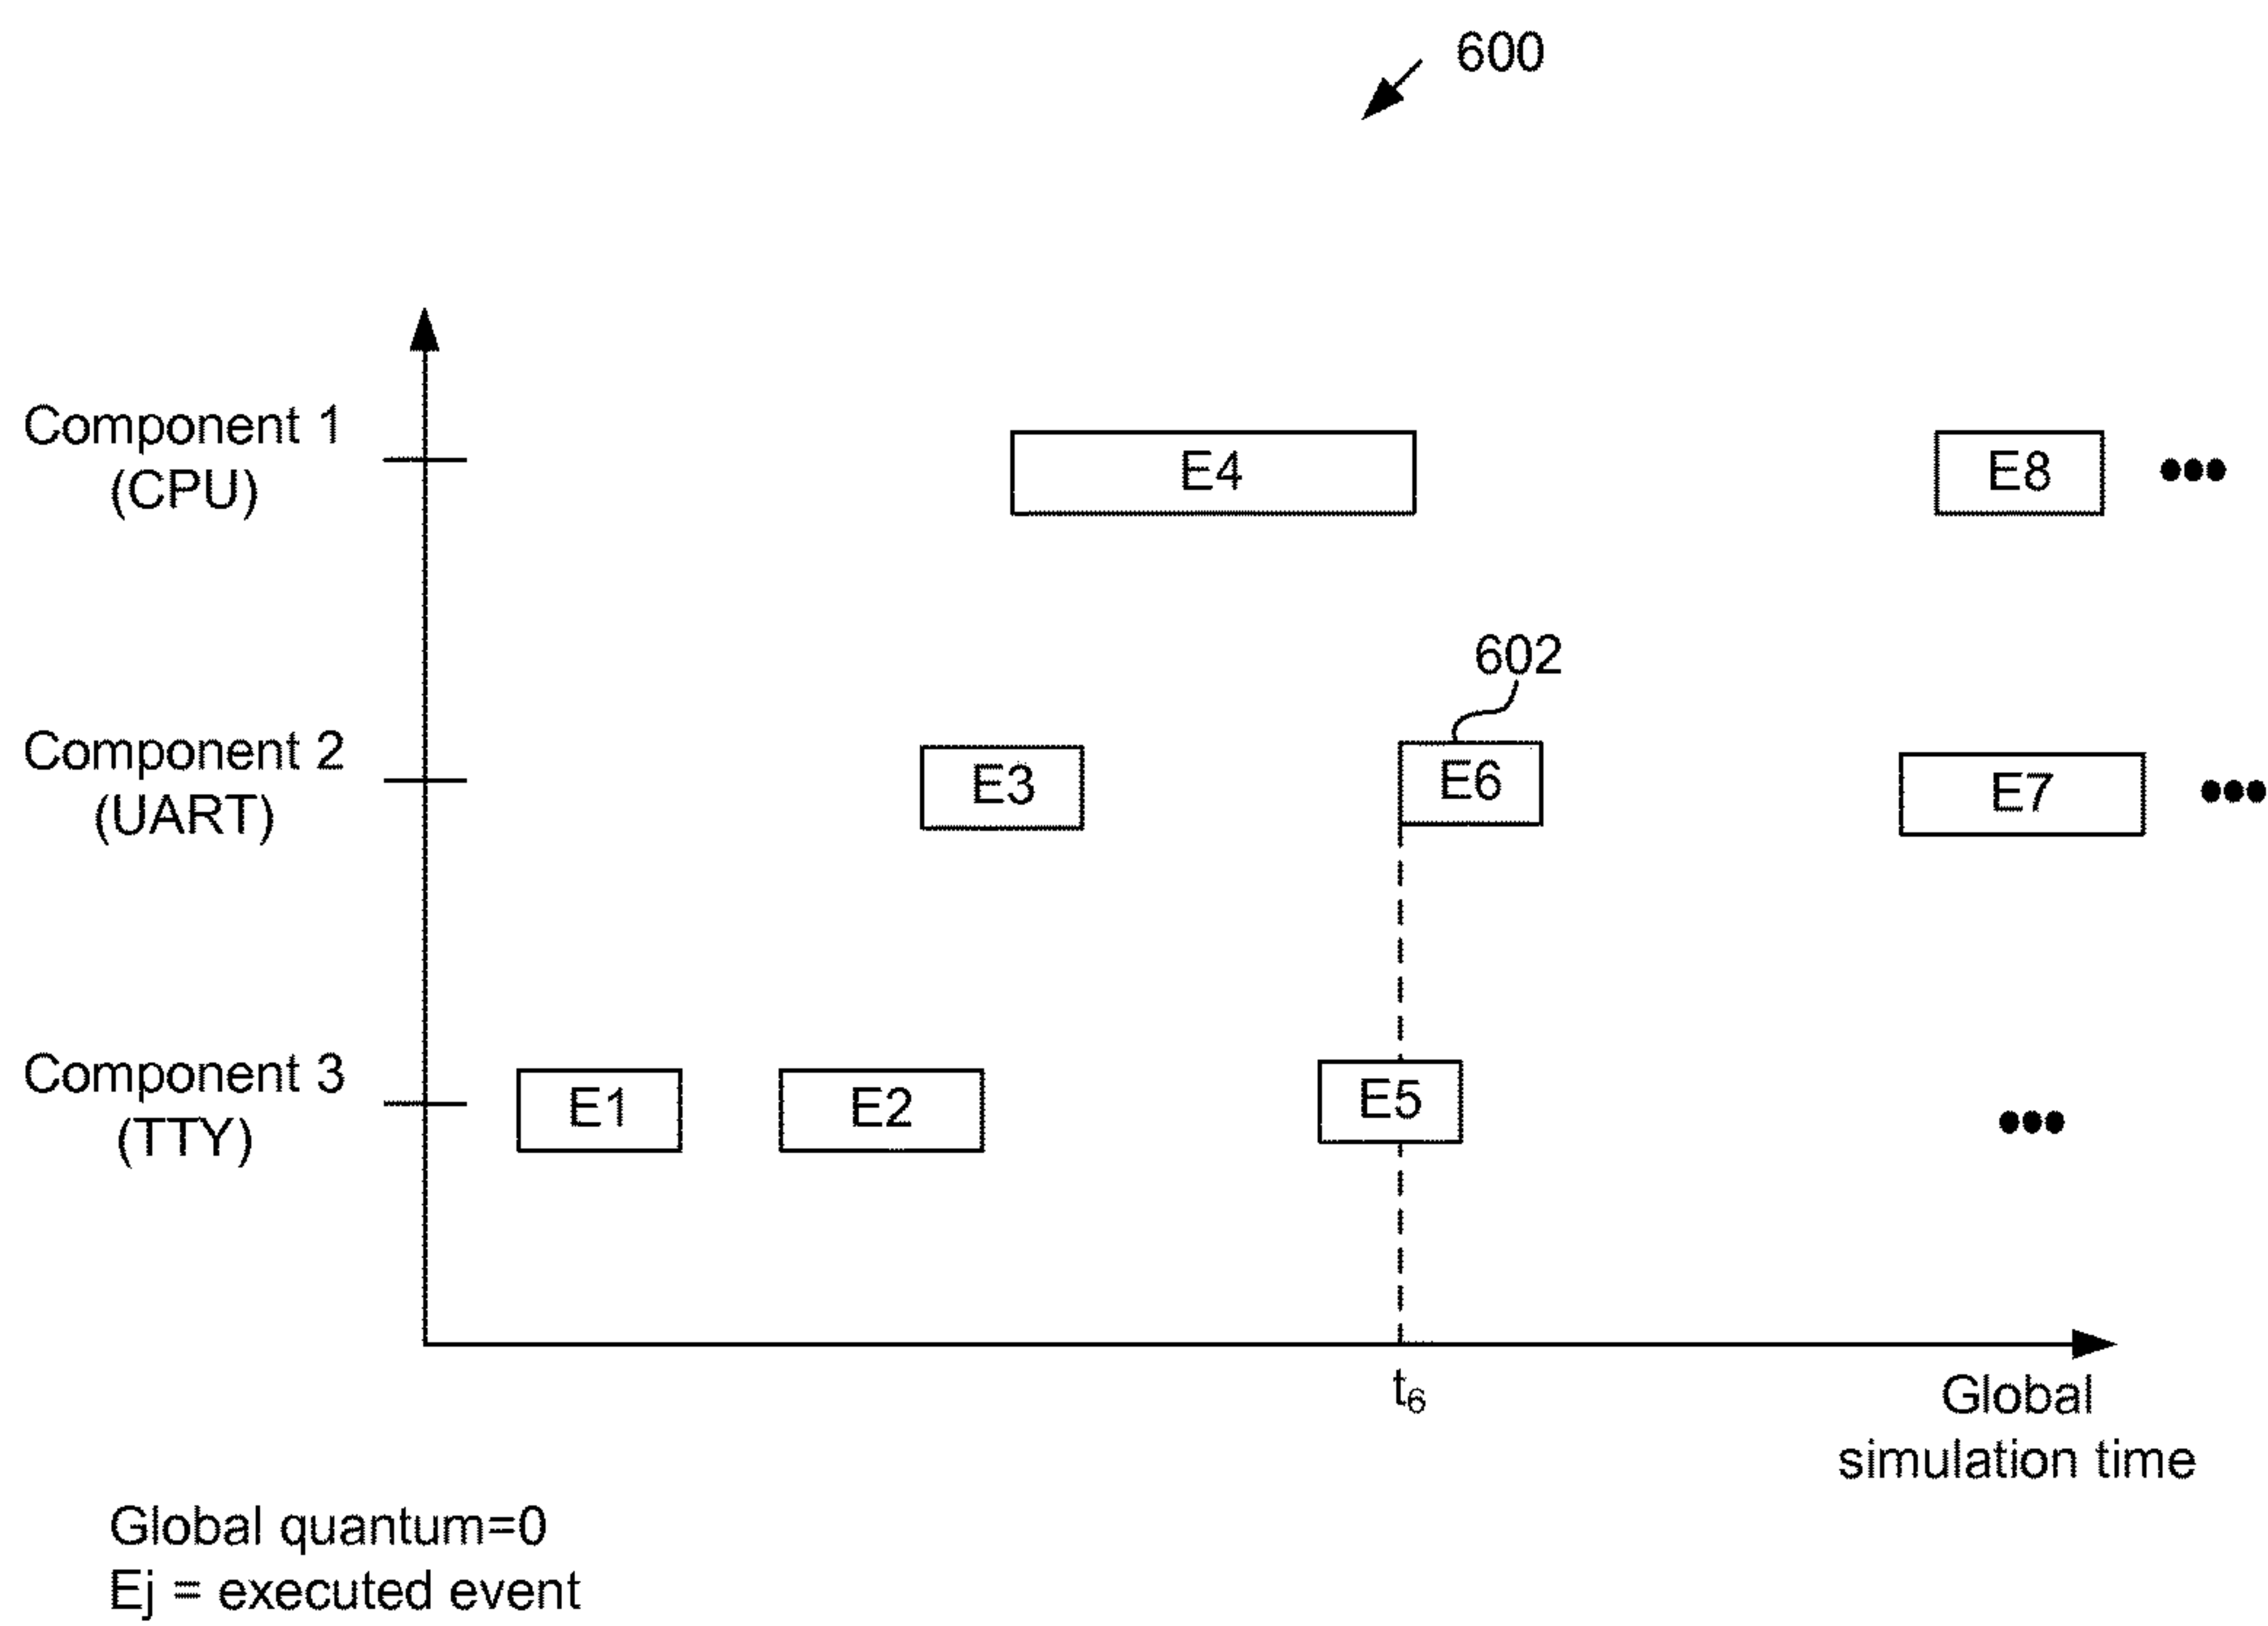 600
Component 1
(CPU)
E4
E8
•••
602
Component 2
(UART)
E3
E6
E7
•••
Component 3
(TTY)
E1
E2
E5
•••
t₆
Global
simulation time
Global quantum=0
Ej = executed event